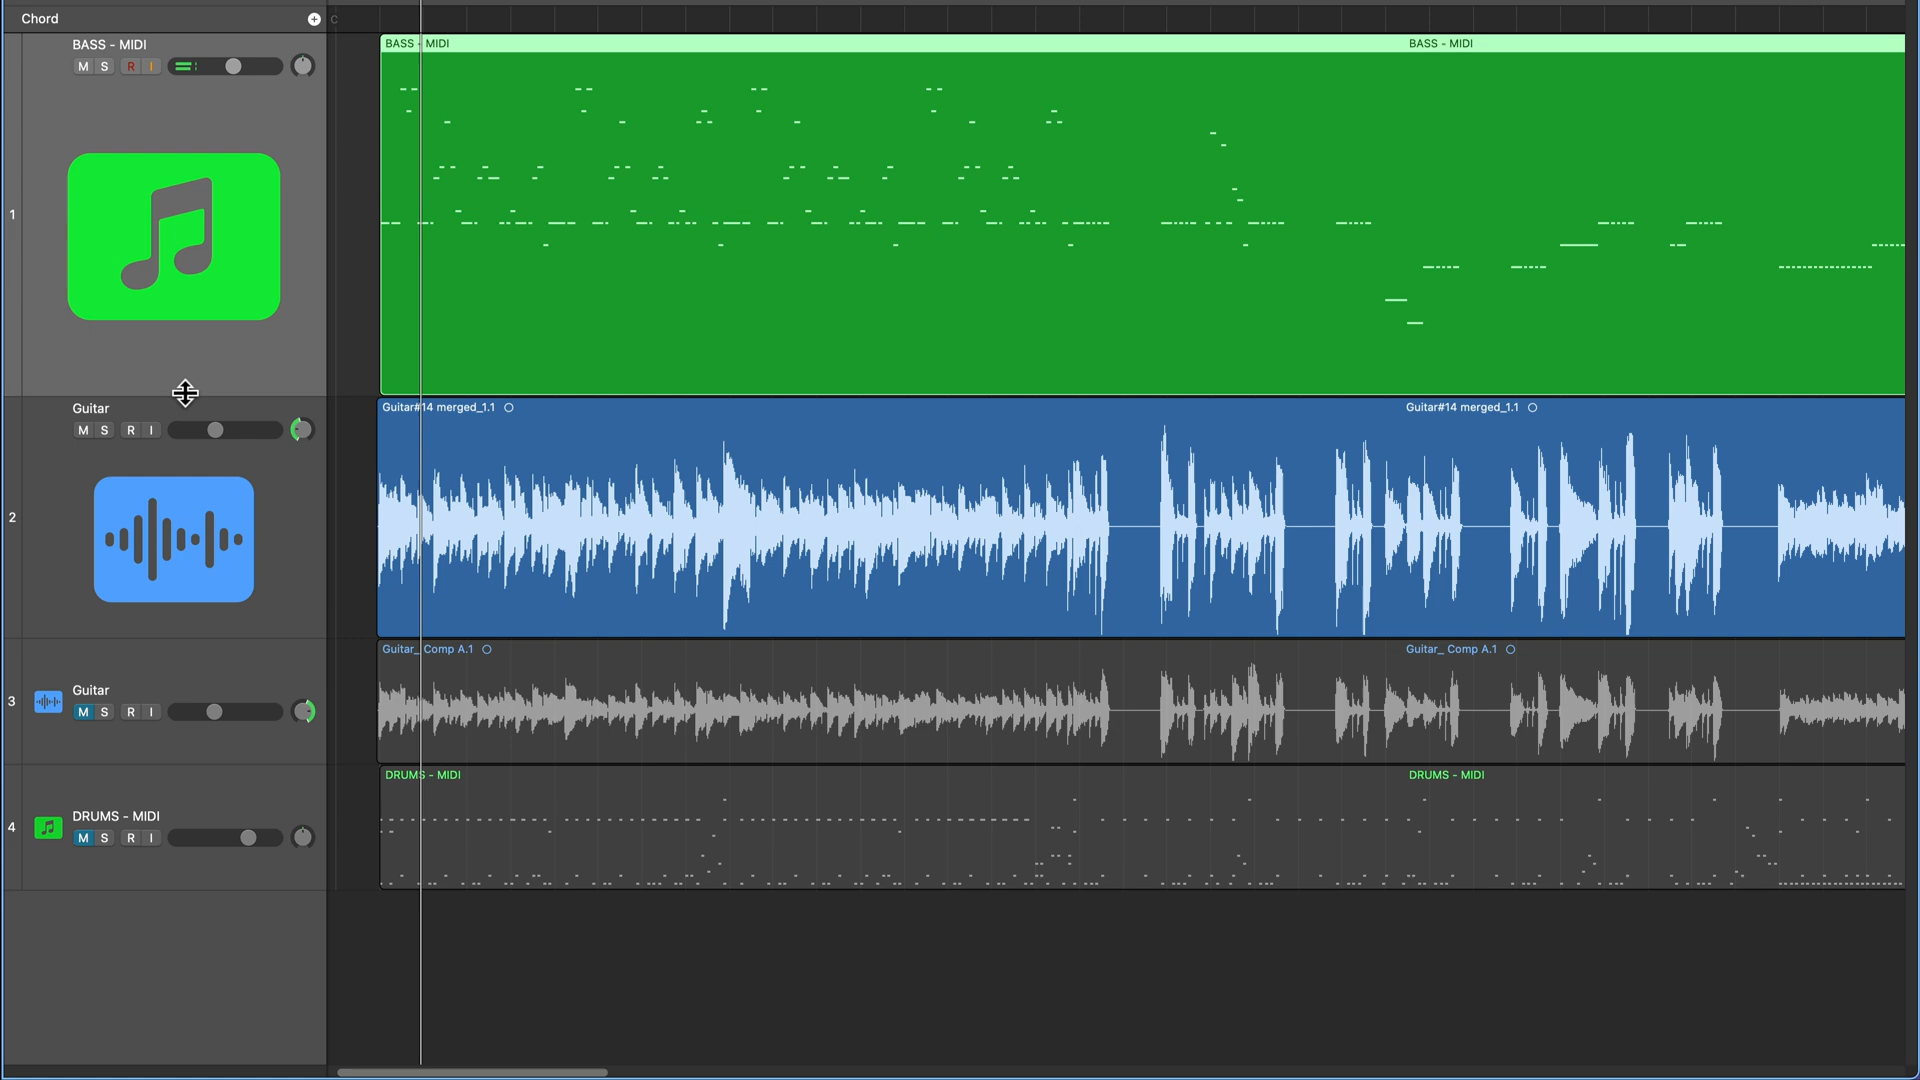 Chord
C
BASS - MIDI
M S R I
1
BASS - MIDI
BASS - MIDI
Guitar
M S R I
2
Guitar#14 merged_1.1
Guitar#14 merged_1.1
Guitar
M S R I
3
Guitar_ Comp A.1
Guitar_ Comp A.1
DRUMS - MIDI
M S R I
4
DRUMS - MIDI
DRUMS - MIDI